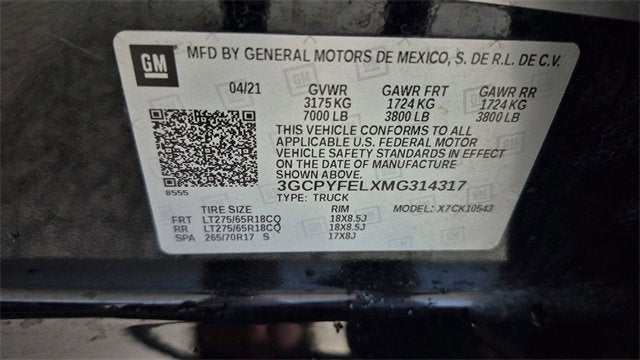 GM MFD BY GENERAL MOTORS DE MEXICO, S. DE R.L. DE C.V.
04/21 GVWR GAWR FRT GAWR RR
3175 KG 1724 KG 1724 KG
7000 LB 3800 LB 3800 LB
THIS VEHICLE CONFORMS TO ALL
APPLICABLE U.S. FEDERAL MOTOR
VEHICLE SAFETY STANDARDS IN EFFECT
ON THE DATE OF MANUFACTURE
SHOWN ABOVE.
8555 3GCPYFELXMG314317
TYPE: TRUCK MODEL: X7CK10543
TIRE SIZE RIM
FRT LT275/65R18CQ 18X8.5J
RR LT275/65R18CQ 18X8.5J
SPA 265/70R17 S 17X8J